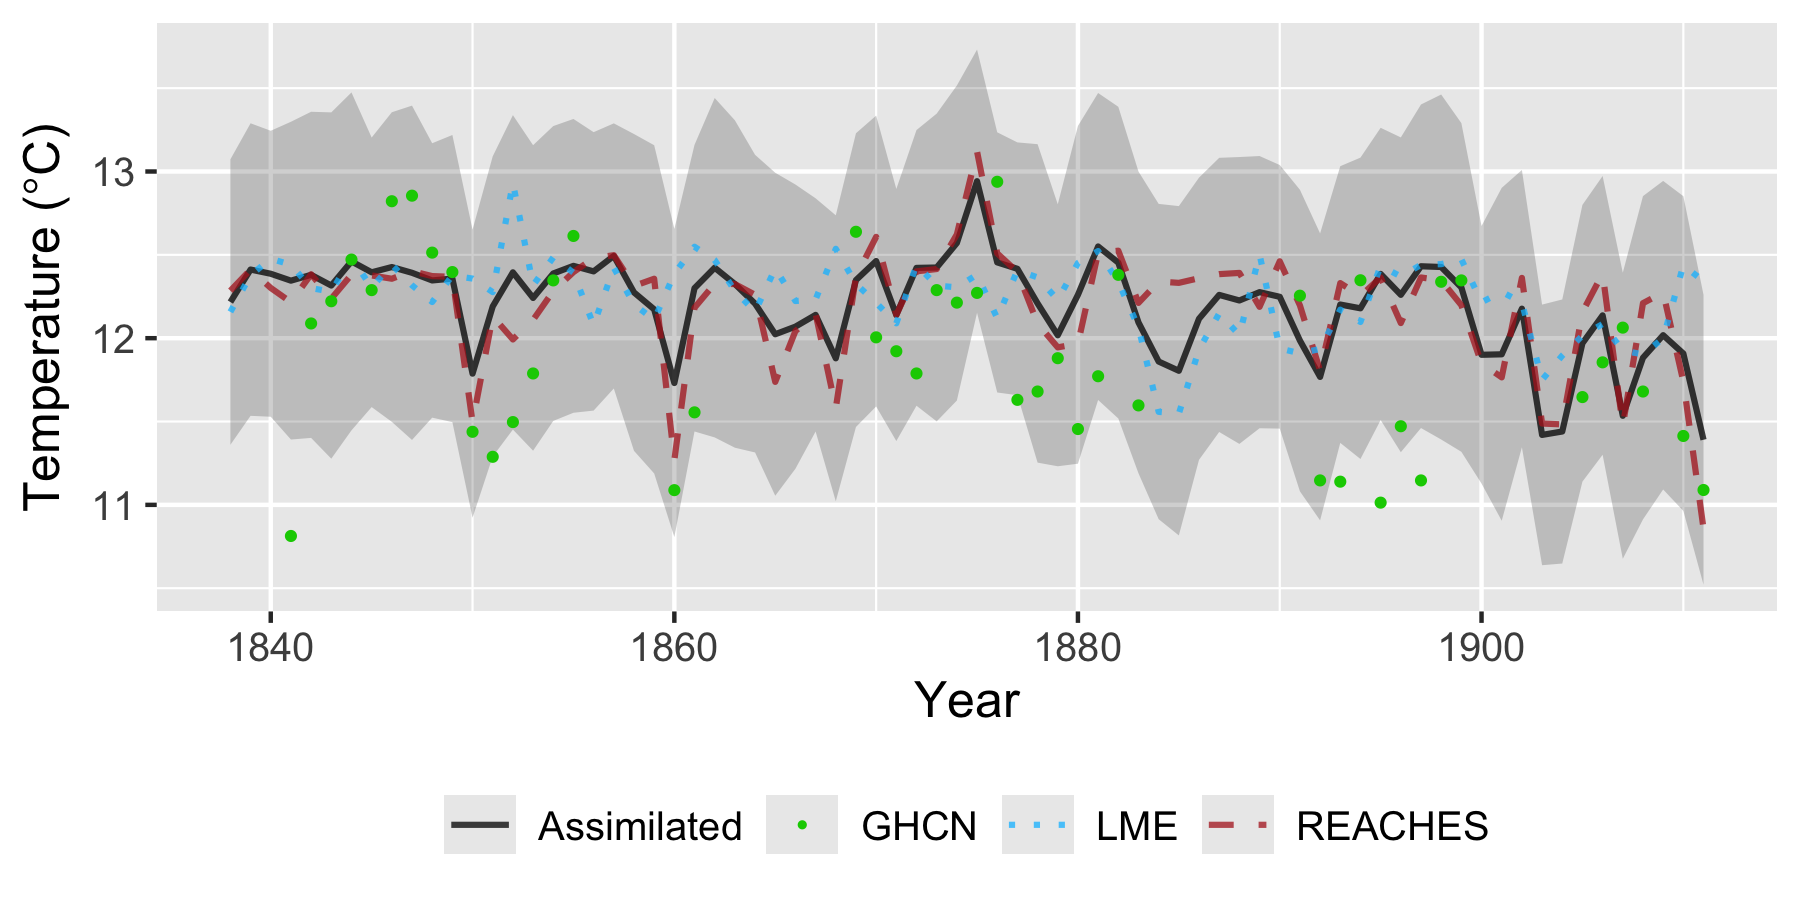 Temperature (°C)
13
12
11
1840 1860 1880 1900
Year
Assimilated GHCN LME REACHES